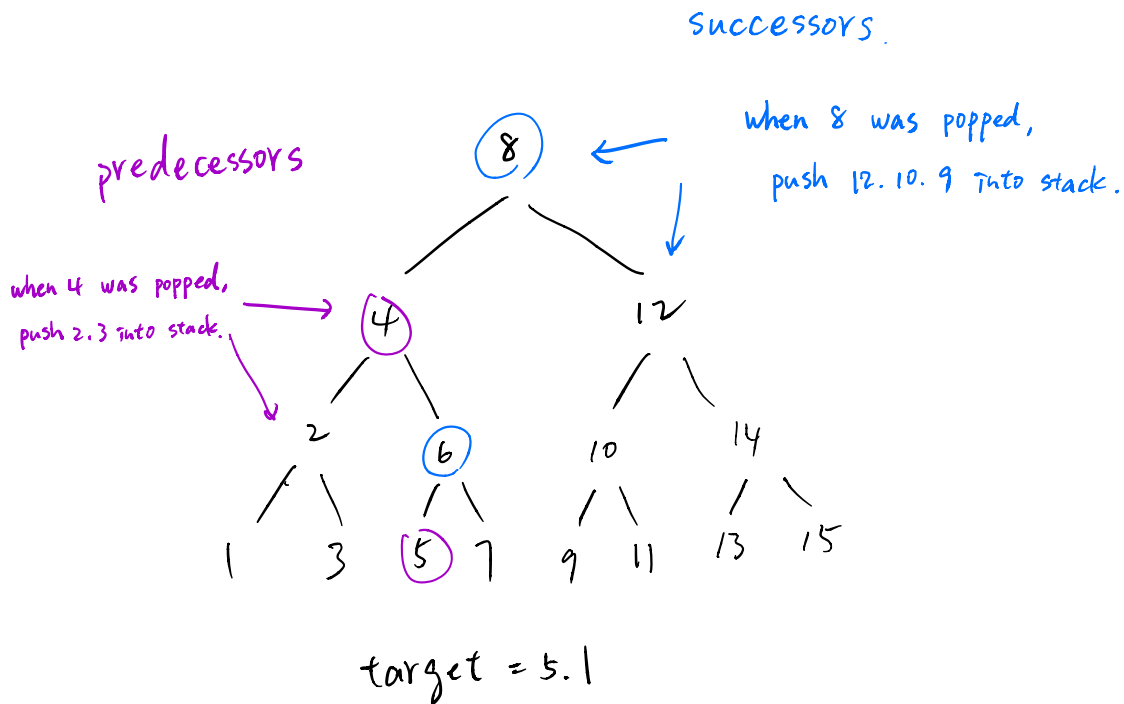 successors.
when 8 was popped,
push 12.10.9 into stack.
predecessors
8
when 4 was popped,
push 2.3 into stack.
4
12
2
6
10
14
1
3
5
7
9
11
13
15
target = 5.1